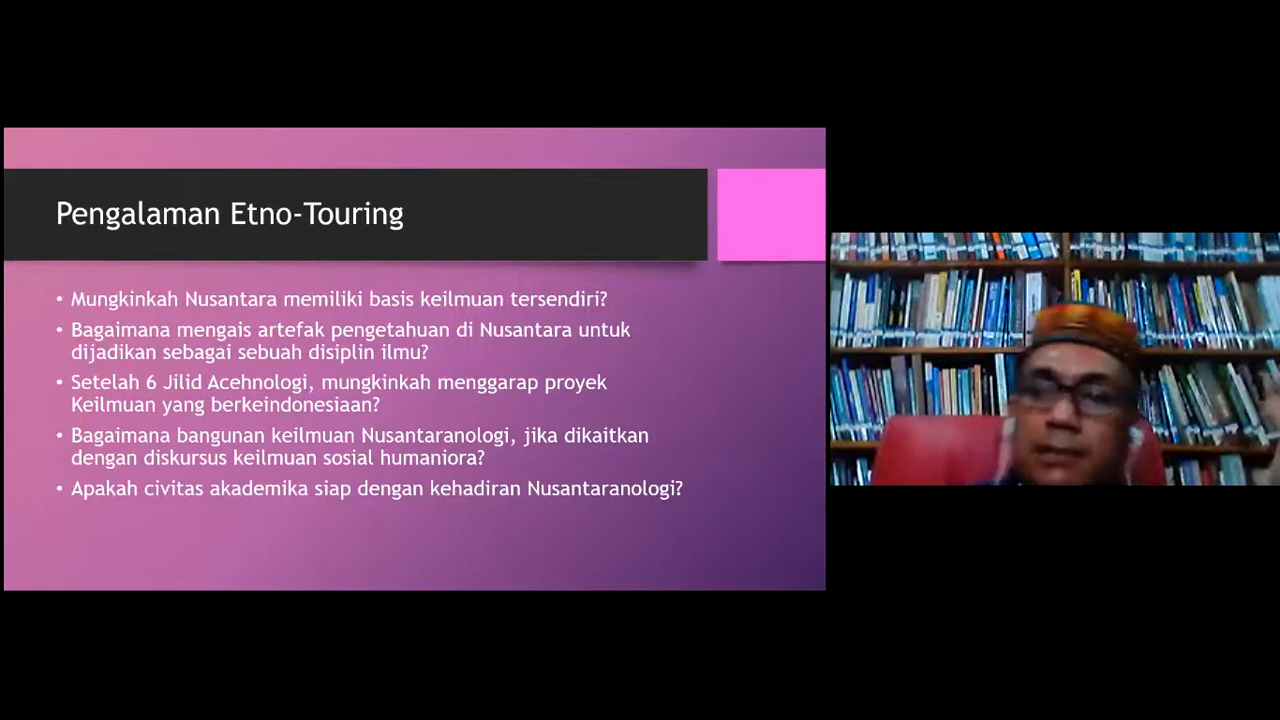 Pengalaman Etno-Touring
• Mungkinkah Nusantara memiliki basis keilmuan tersendiri?
• Bagaimana mengais artefak pengetahuan di Nusantara untuk
dijadikan sebagai sebuah disiplin ilmu?
• Setelah 6 Jilid Acehnologi, mungkinkah menggarap proyek
Keilmuan yang berkeindonesiaan?
• Bagaimana bangunan keilmuan Nusantaranologi, jika dikaitkan
dengan diskursus keilmuan sosial humaniora?
• Apakah civitas akademika siap dengan kehadiran Nusantaranologi?